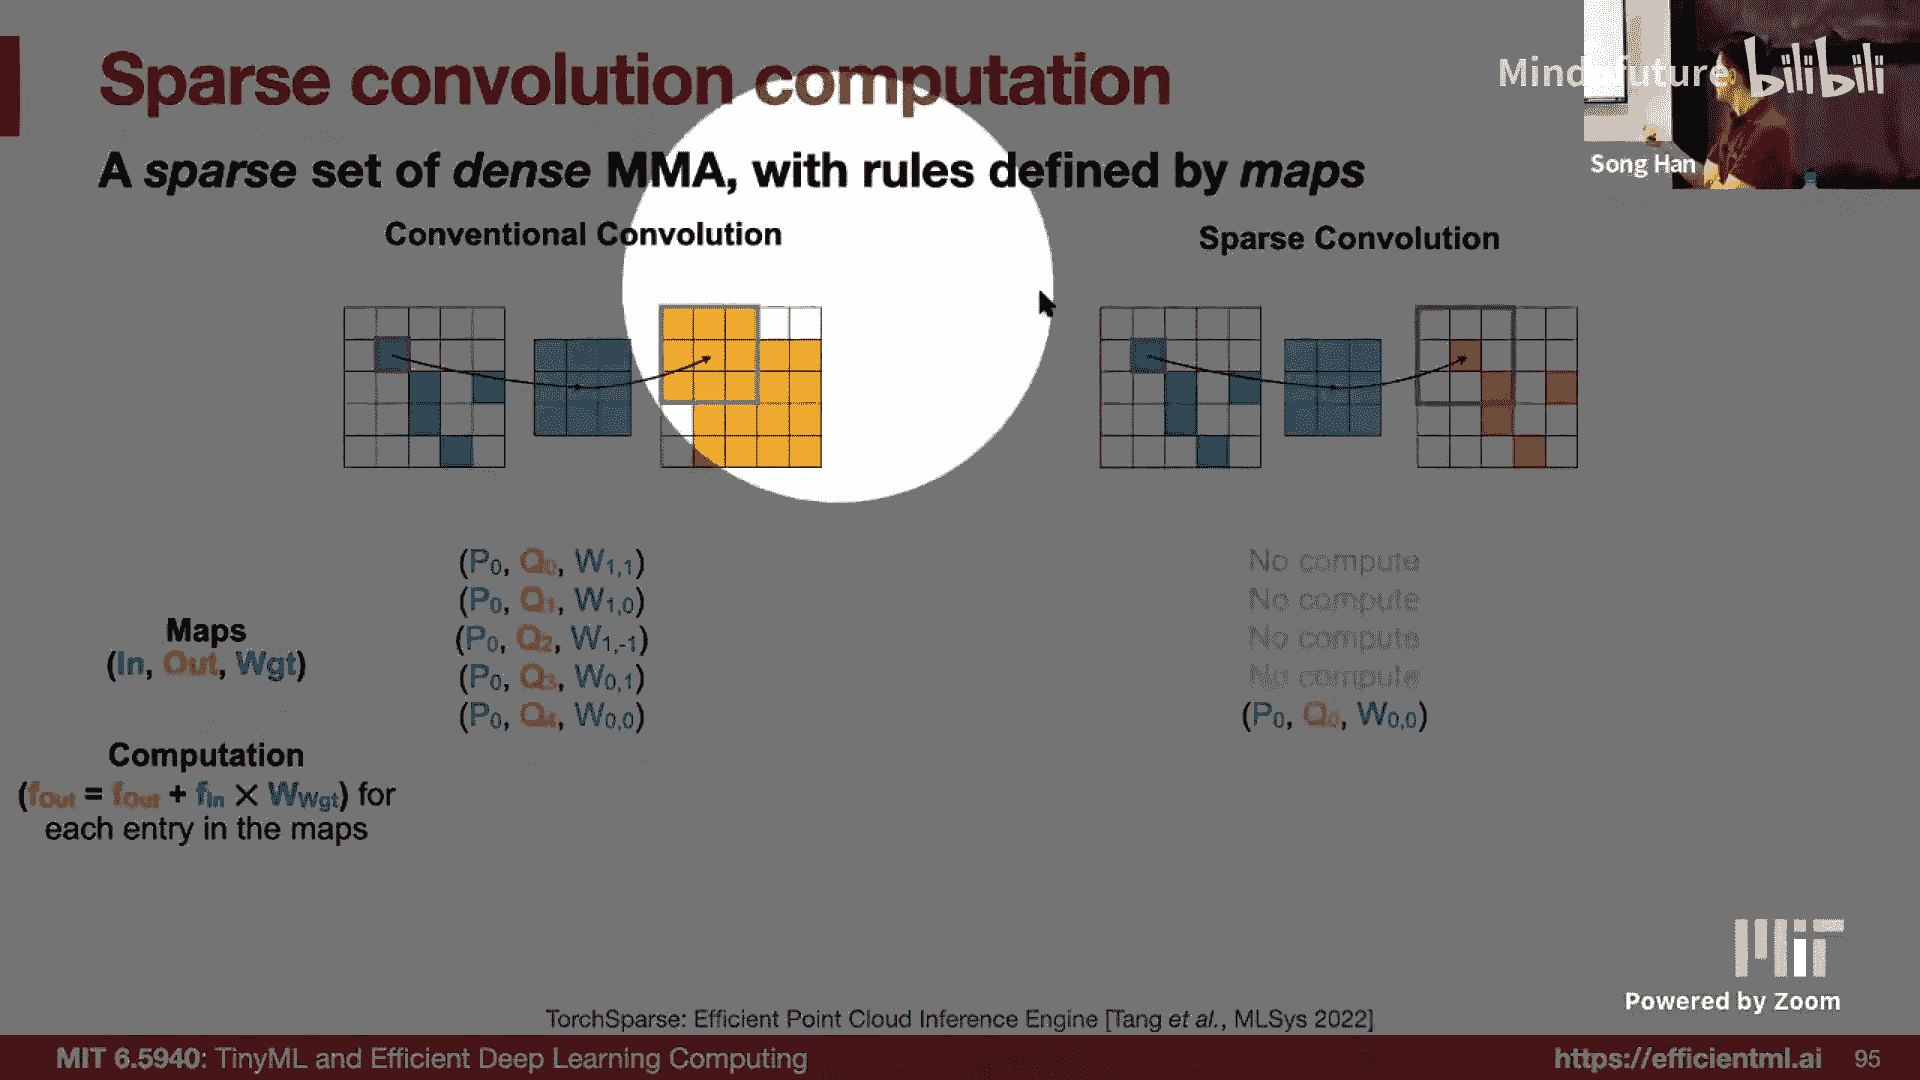 Sparse convolution computation
Mind
future
bilibili
Song Han
A sparse set of dense MMA, with rules defined by maps
Conventional Convolution
Sparse Convolution
Maps
(In, Out, Wgt)
(P0, Q0, W1,1)
(P0, Q1, W1,0)
(P0, Q2, W1,-1)
(P0, Q3, W0,1)
(P0, Q4, W0,0)
No compute
No compute
No compute
No compute
(P0, Q0, W0,0)
Computation
(fOut = fOut + fIn × WWgt) for
each entry in the maps
MIT
Powered by Zoom
TorchSparse: Efficient Point Cloud Inference Engine [Tang et al., MLSys 2022]
MIT 6.5940: TinyML and Efficient Deep Learning Computing
https://efficientml.ai
95